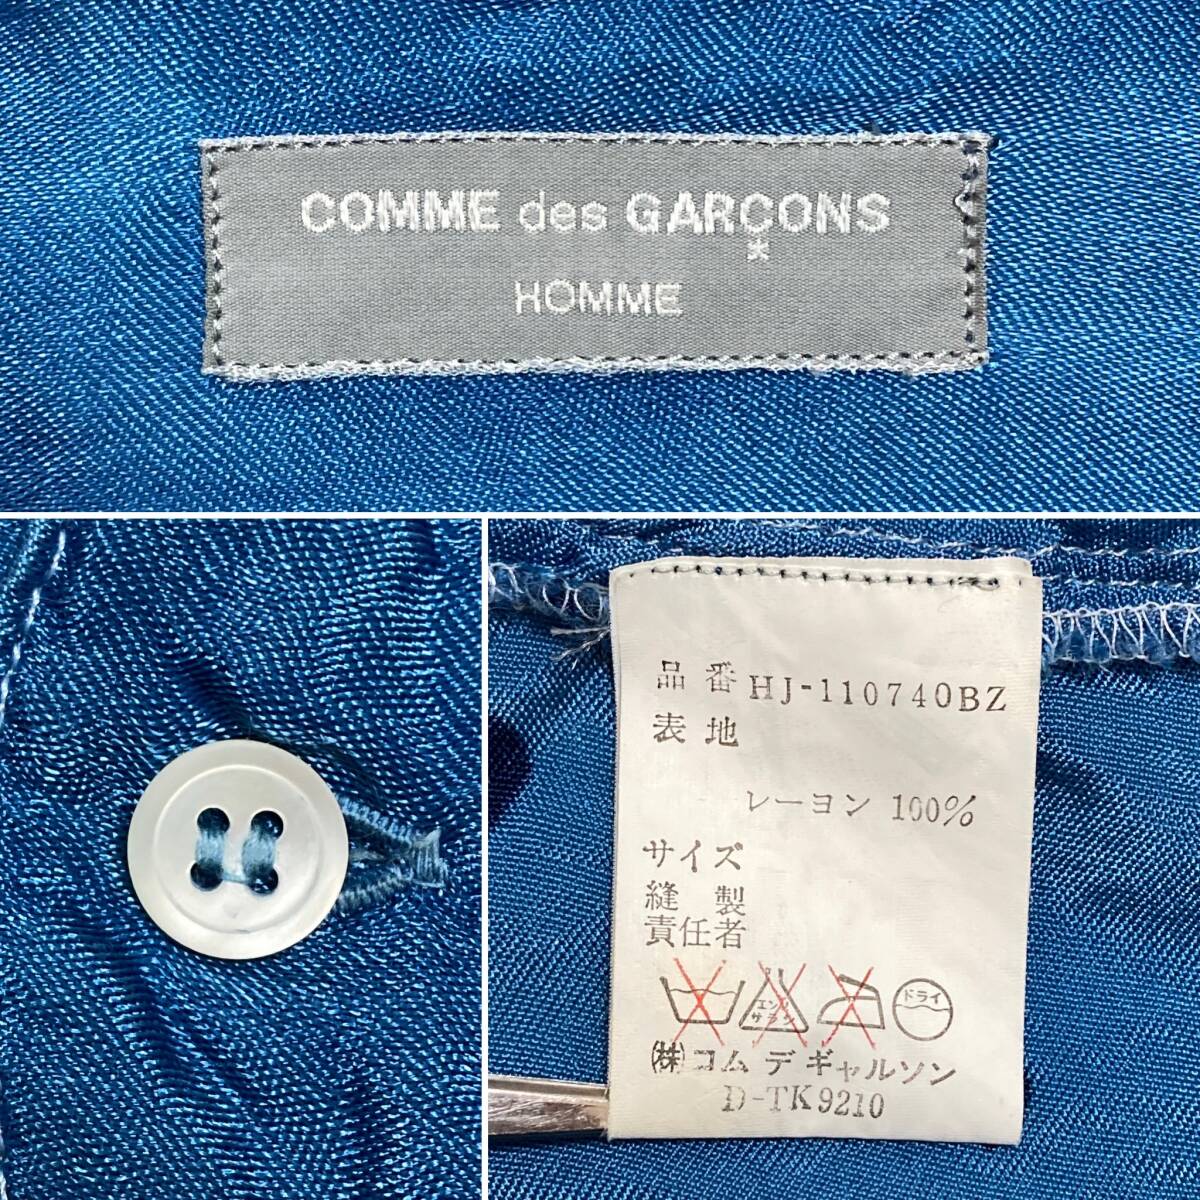 COMME des GARÇONS
*
HOMME
品番 HJ-110740BZ
表地
レーヨン 100%
サイズ
縫製
責任者
エンソ
サラシ
ドライ
㈱コム デ ギャルソン
D-TK9210